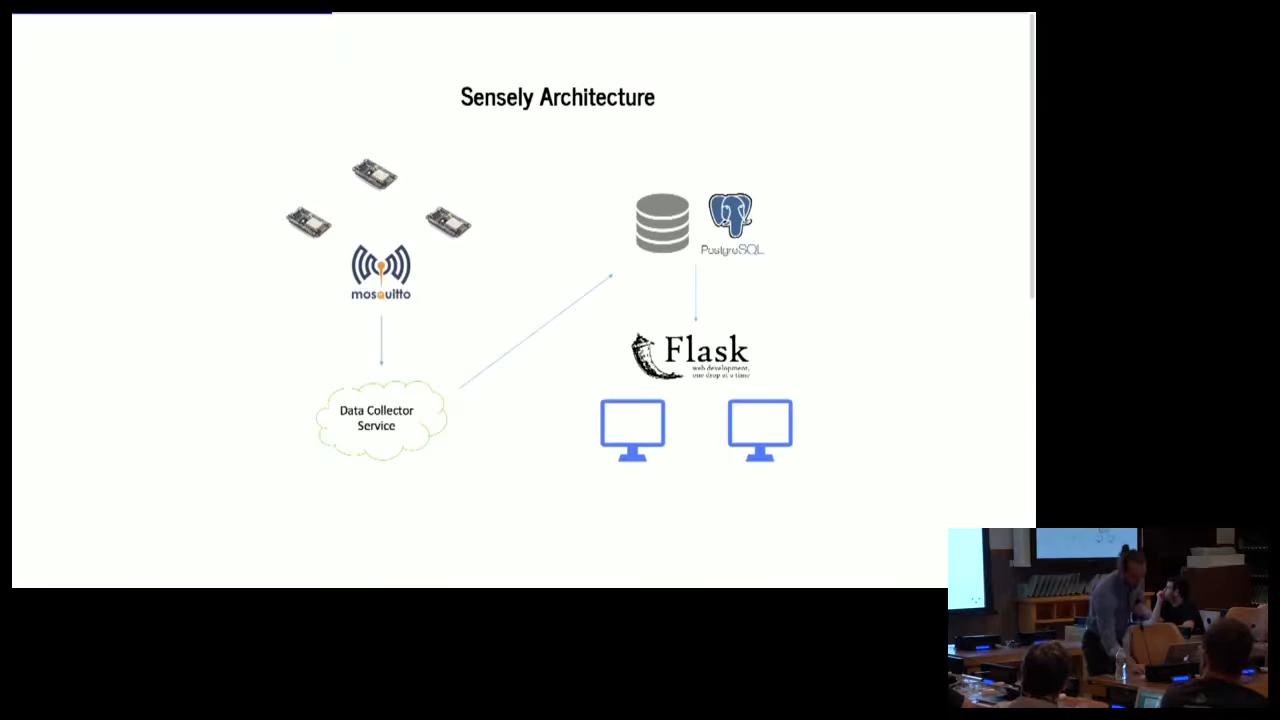 Sensely Architecture
mosquitto
Data Collector
Service
PostgreSQL
Flask
web development,
one drop at a time